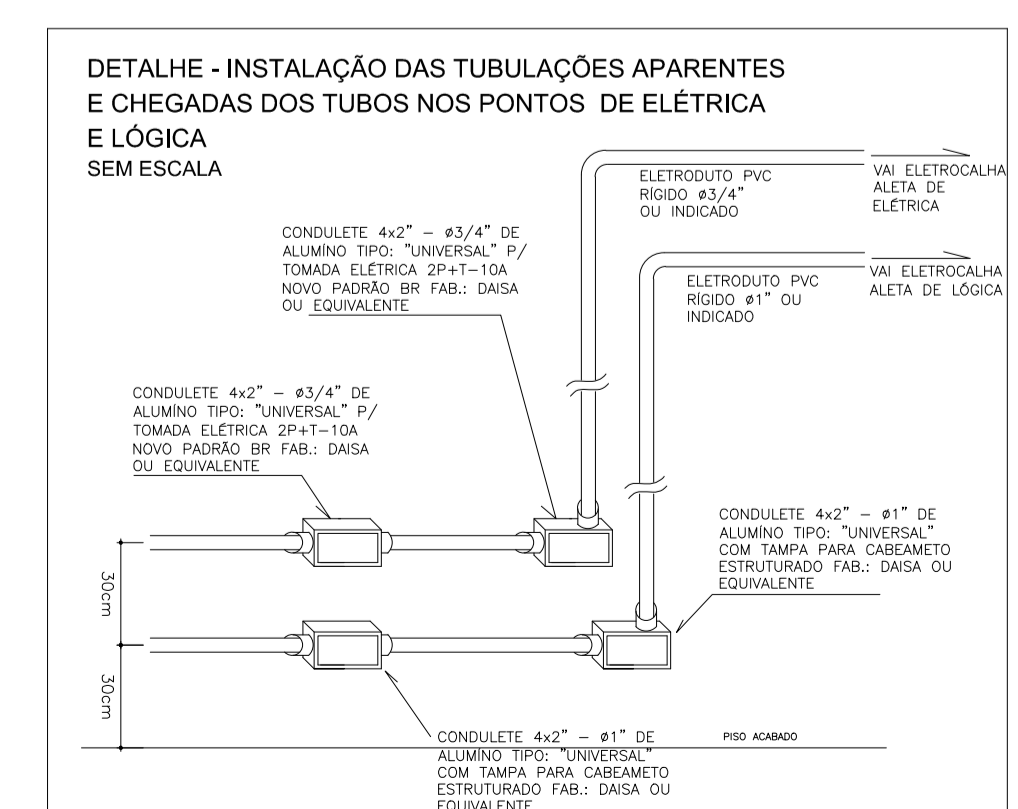 DETALHE - INSTALAÇÃO DAS TUBULAÇÕES APARENTES
E CHEGADAS DOS TUBOS NOS PONTOS DE ELÉTRICA
E LÓGICA
SEM ESCALA
ELETRODUTO PVC
RÍGIDO ø3/4"
OU INDICADO
VAI ELETROCALHA
ALETA DE
ELÉTRICA
CONDULETE 4x2" – ø3/4" DE
ALUMÍNO TIPO: "UNIVERSAL" P/
TOMADA ELÉTRICA 2P+T-10A
NOVO PADRÃO BR FAB.: DAISA
OU EQUIVALENTE
ELETRODUTO PVC
RÍGIDO ø1" OU
INDICADO
VAI ELETROCALHA
ALETA DE LÓGICA
CONDULETE 4x2" – ø3/4" DE
ALUMÍNO TIPO: "UNIVERSAL" P/
TOMADA ELÉTRICA 2P+T-10A
NOVO PADRÃO BR FAB.: DAISA
OU EQUIVALENTE
CONDULETE 4x2" – ø1" DE
ALUMÍNO TIPO: "UNIVERSAL"
COM TAMPA PARA CABEAMETO
ESTRUTURADO FAB.: DAISA OU
EQUIVALENTE
30cm
30cm
CONDULETE 4x2" – ø1" DE
ALUMÍNO TIPO: "UNIVERSAL"
COM TAMPA PARA CABEAMETO
ESTRUTURADO FAB.: DAISA OU
EQUIVALENTE
PISO ACABADO